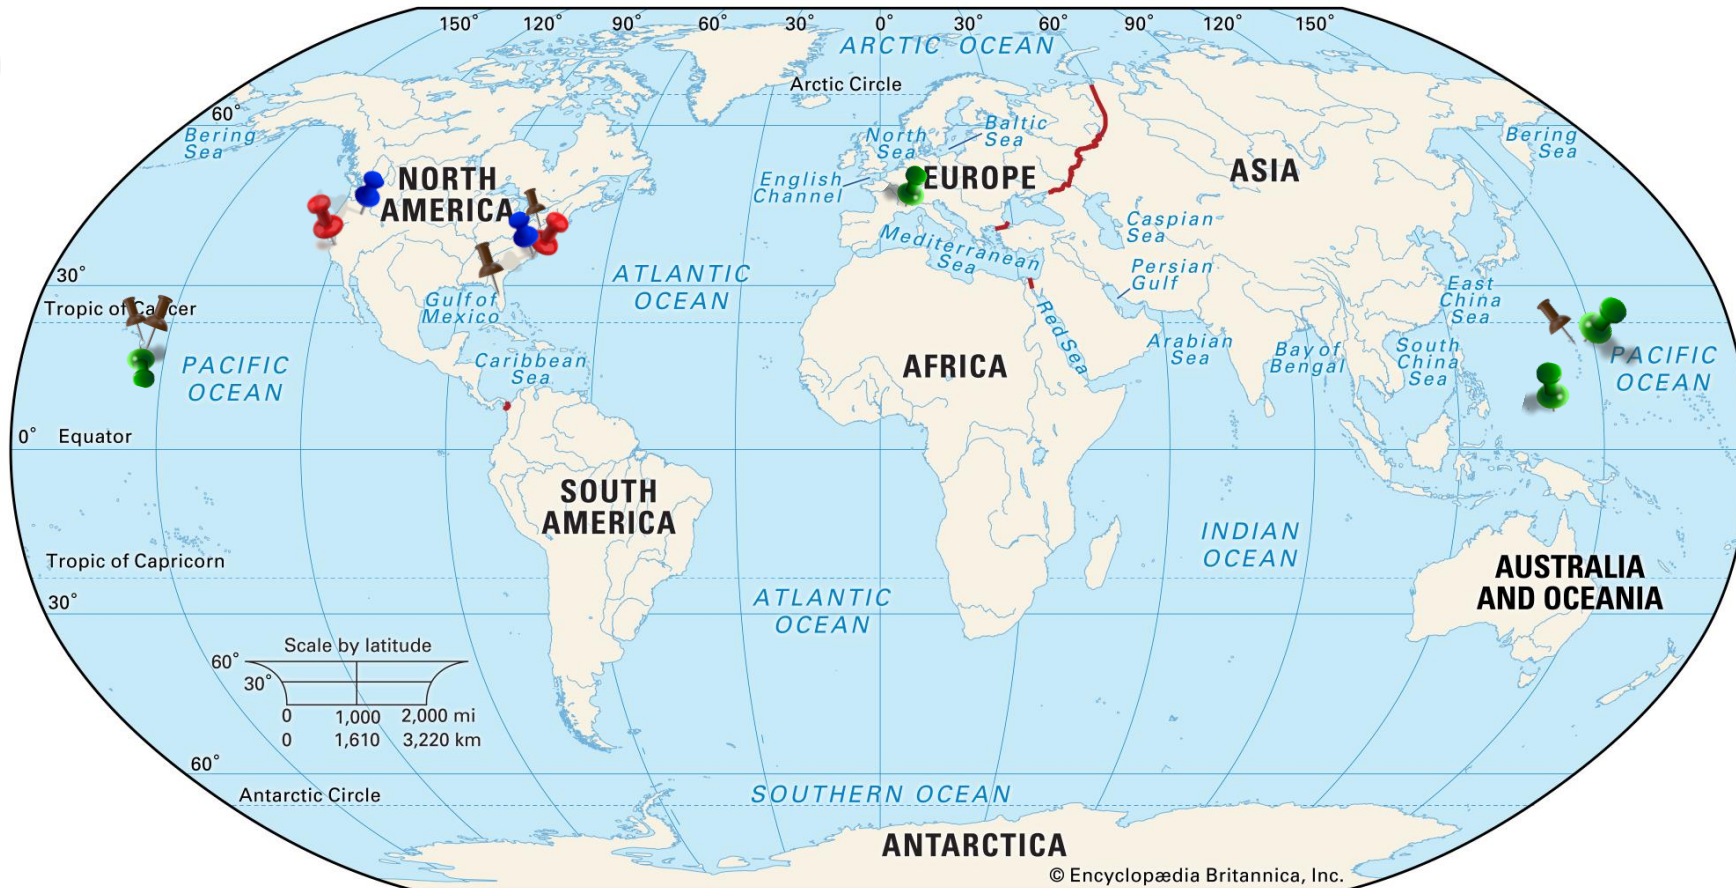 150° 120° 90° 60° 30° 0° 30° 60° 90° 120° 150°
ARCTIC OCEAN
Arctic Circle
60°
Bering
Sea
North
Sea
Baltic
Sea
Bering
Sea
NORTH
AMERICA
English
Channel
EUROPE
ASIA
Caspian
Sea
Mediterranean
Sea
30°
ATLANTIC
OCEAN
Persian
Gulf
East
China
Sea
Tropic of Cancer
Gulf of
Mexico
Red Sea
Arabian
Sea
Bay of
Bengal
South
China
Sea
PACIFIC
OCEAN
PACIFIC
OCEAN
Caribbean
Sea
AFRICA
0° Equator
SOUTH
AMERICA
INDIAN
OCEAN
Tropic of Capricorn
AUSTRALIA
AND OCEANIA
30°
ATLANTIC
OCEAN
Scale by latitude
60°
30°
0 1,000 2,000 mi
0 1,610 3,220 km
60°
Antarctic Circle
SOUTHERN OCEAN
ANTARCTICA
© Encyclopædia Britannica, Inc.